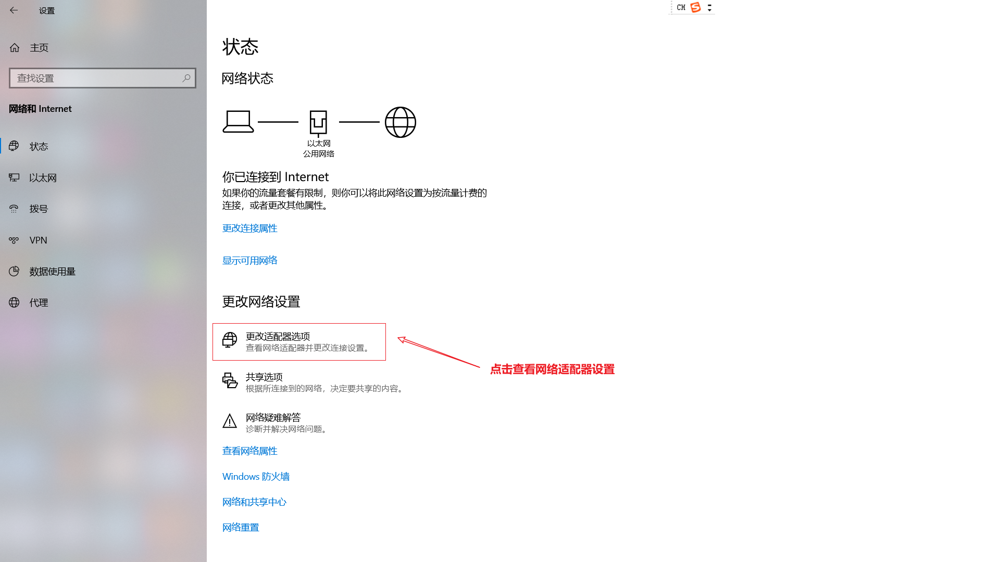 设置
CH
主页
查找设置
网络和 Internet
状态
以太网
拨号
VPN
数据使用量
代理
状态
网络状态
以太网
公用网络
你已连接到 Internet
如果你的流量套餐有限制，则你可以将此网络设置为按流量计费的
连接，或者更改其他属性。
更改连接属性
显示可用网络
更改网络设置
更改适配器选项
查看网络适配器并更改连接设置。
点击查看网络适配器设置
共享选项
根据所连接到的网络，决定要共享的内容。
网络疑难解答
诊断并解决网络问题。
查看网络属性
Windows 防火墙
网络和共享中心
网络重置